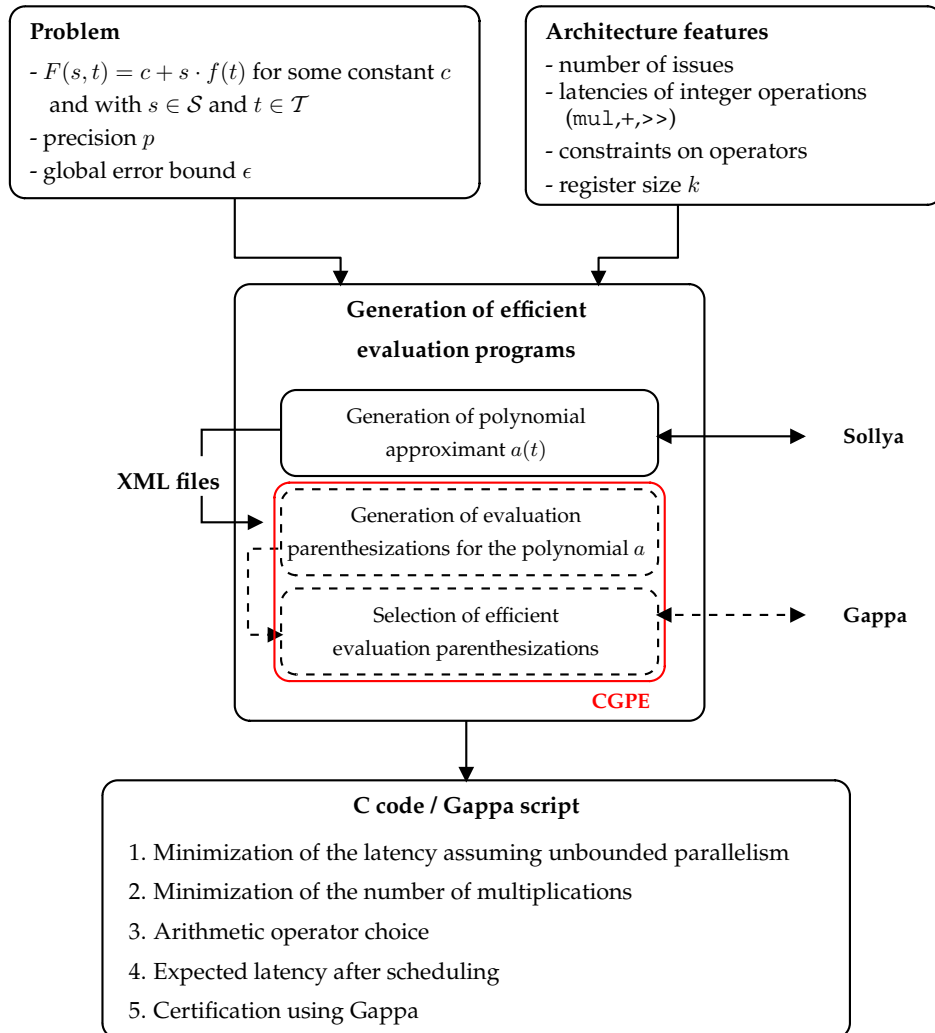 Problem
- F(s, t) = c + s · f(t) for some constant c
and with s ∈ 𝒮 and t ∈ 𝒯
- precision p
- global error bound ϵ
Architecture features
- number of issues
- latencies of integer operations
(mul,+,>>)
- constraints on operators
- register size k
Generation of efficient
evaluation programs
Generation of polynomial
approximant a(t)
Sollya
XML files
Generation of evaluation
parenthesizations for the polynomial a
Selection of efficient
evaluation parenthesizations
Gappa
CGPE
C code / Gappa script
1. Minimization of the latency assuming unbounded parallelism
2. Minimization of the number of multiplications
3. Arithmetic operator choice
4. Expected latency after scheduling
5. Certification using Gappa